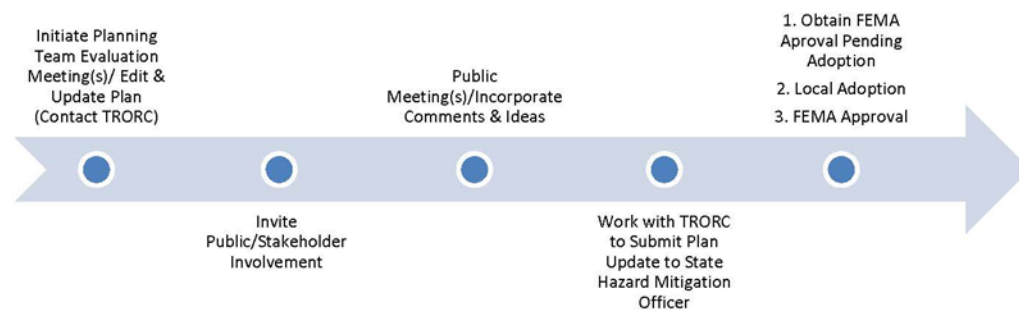 Initiate Planning
Team Evaluation
Meeting(s)/ Edit &
Update Plan
(Contact TRORC)
Invite
Public/Stakeholder
Involvement
Public
Meeting(s)/Incorporate
Comments & Ideas
Work with TRORC
to Submit Plan
Update to State
Hazard Mitigation
Officer
1. Obtain FEMA
Aproval Pending
Adoption
2. Local Adoption
3. FEMA Approval